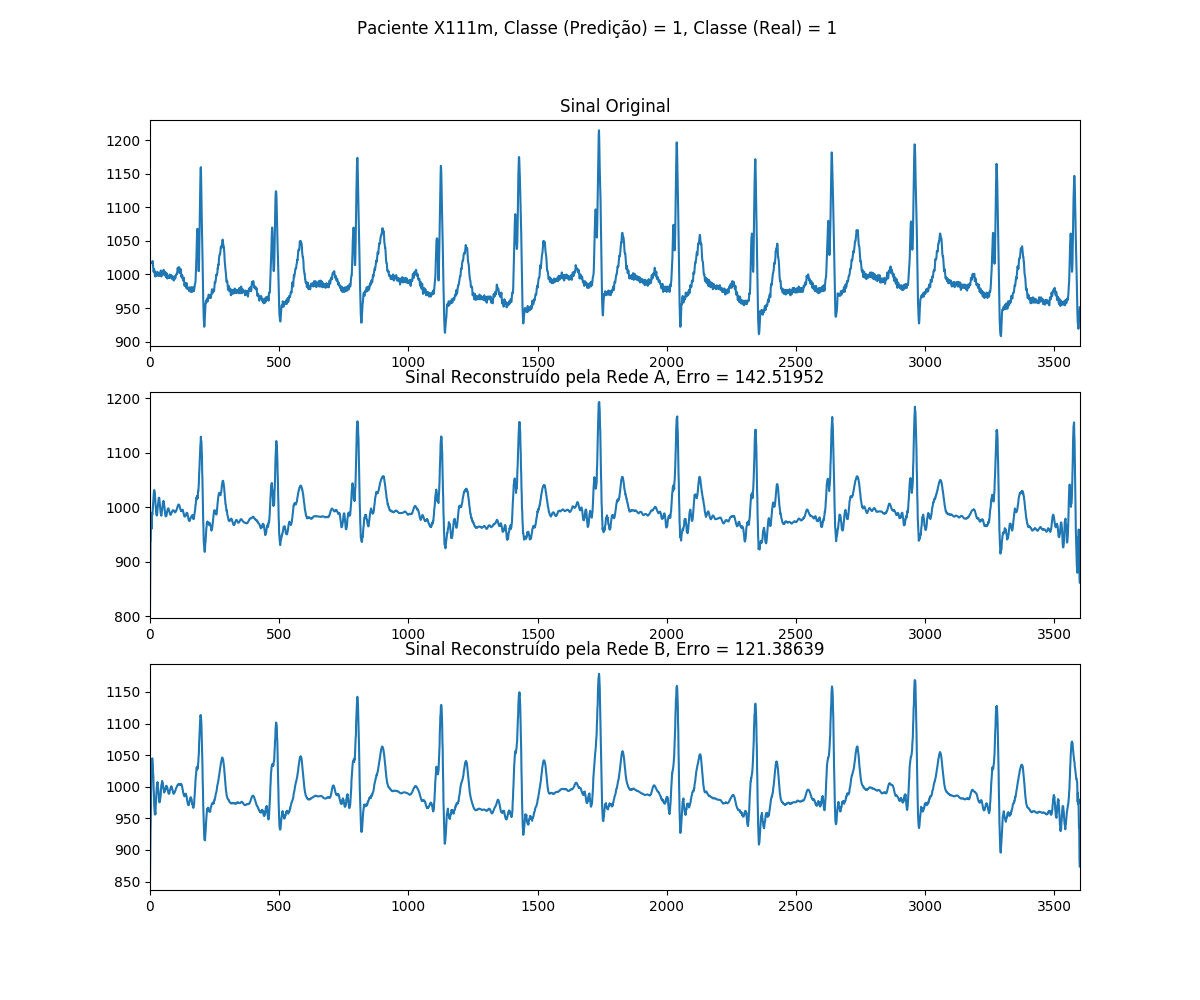 Paciente X111m, Classe (Predição) = 1, Classe (Real) = 1
Sinal Original
1200
1150
1100
1050
1000
950
900
0 500 1000 1500 2000 2500 3000 3500
Sinal Reconstruído pela Rede A, Erro = 142.51952
1200
1100
1000
900
800
0 500 1000 1500 2000 2500 3000 3500
Sinal Reconstruído pela Rede B, Erro = 121.38639
1150
1100
1050
1000
950
900
850
0 500 1000 1500 2000 2500 3000 3500